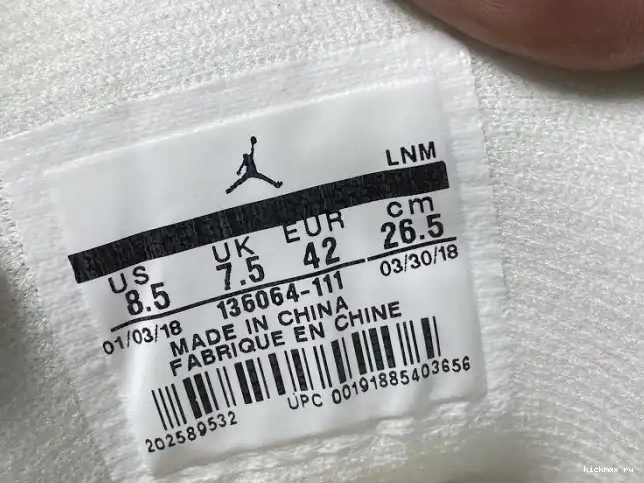 LNM
US UK EUR cm
8.5 7.5 42 26.5
136064-111
01/03/18 03/30/18
MADE IN CHINA
FABRIQUE EN CHINE
202589532 UPC 00191885403656
kickmax ru